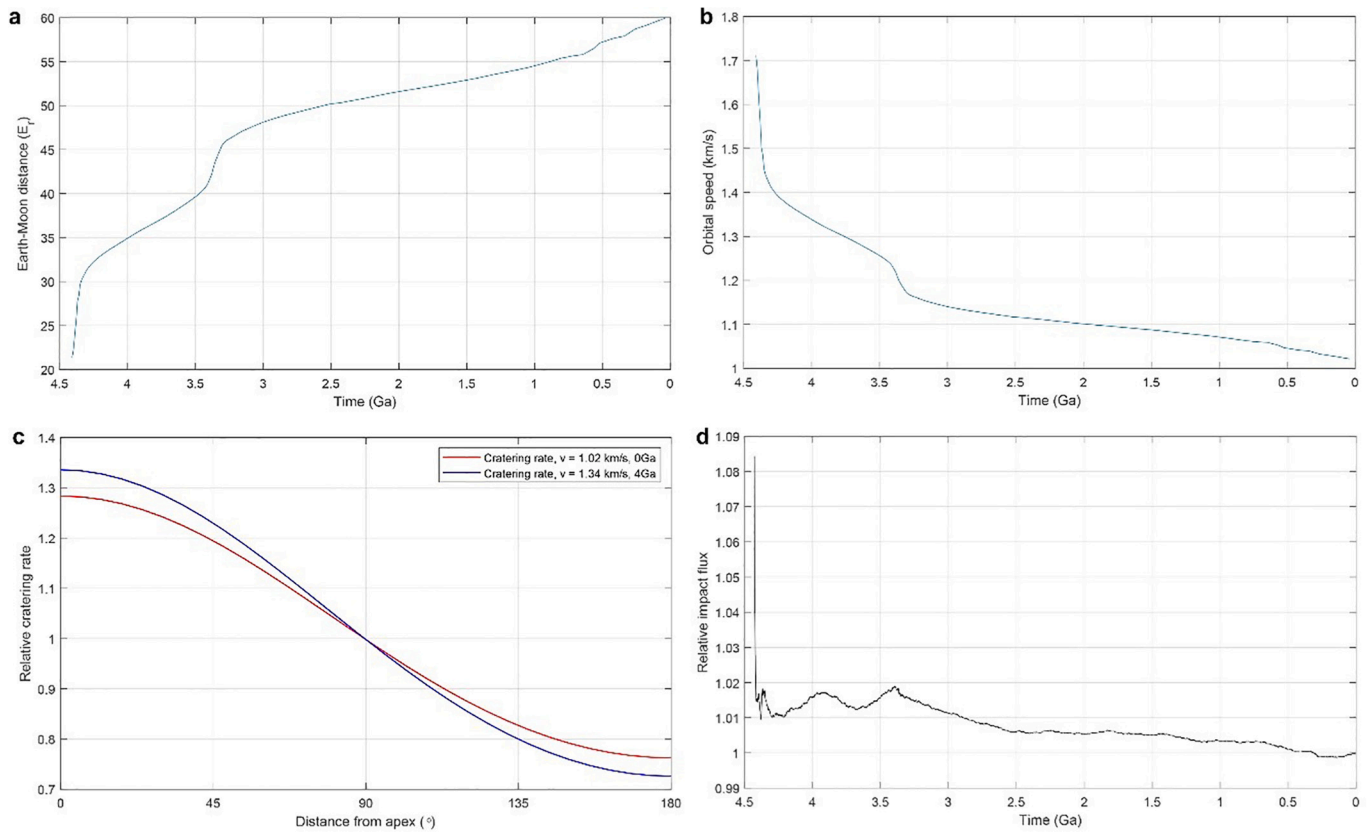 a
Earth-Moon distance (E_r)
60
55
50
45
40
35
30
25
20
4.5 4 3.5 3 2.5 2 1.5 1 0.5 0
Time (Ga)
b
Orbital speed (km/s)
1.8
1.7
1.6
1.5
1.4
1.3
1.2
1.1
1
4.5 4 3.5 3 2.5 2 1.5 1 0.5 0
Time (Ga)
c
Relative cratering rate
1.4
1.3
1.2
1.1
1
0.9
0.8
0.7
Cratering rate, v = 1.02 km/s, 0Ga
Cratering rate, v = 1.34 km/s, 4Ga
0 45 90 135 180
Distance from apex (°)
d
Relative impact flux
1.09
1.08
1.07
1.06
1.05
1.04
1.03
1.02
1.01
1
0.99
4.5 4 3.5 3 2.5 2 1.5 1 0.5 0
Time (Ga)